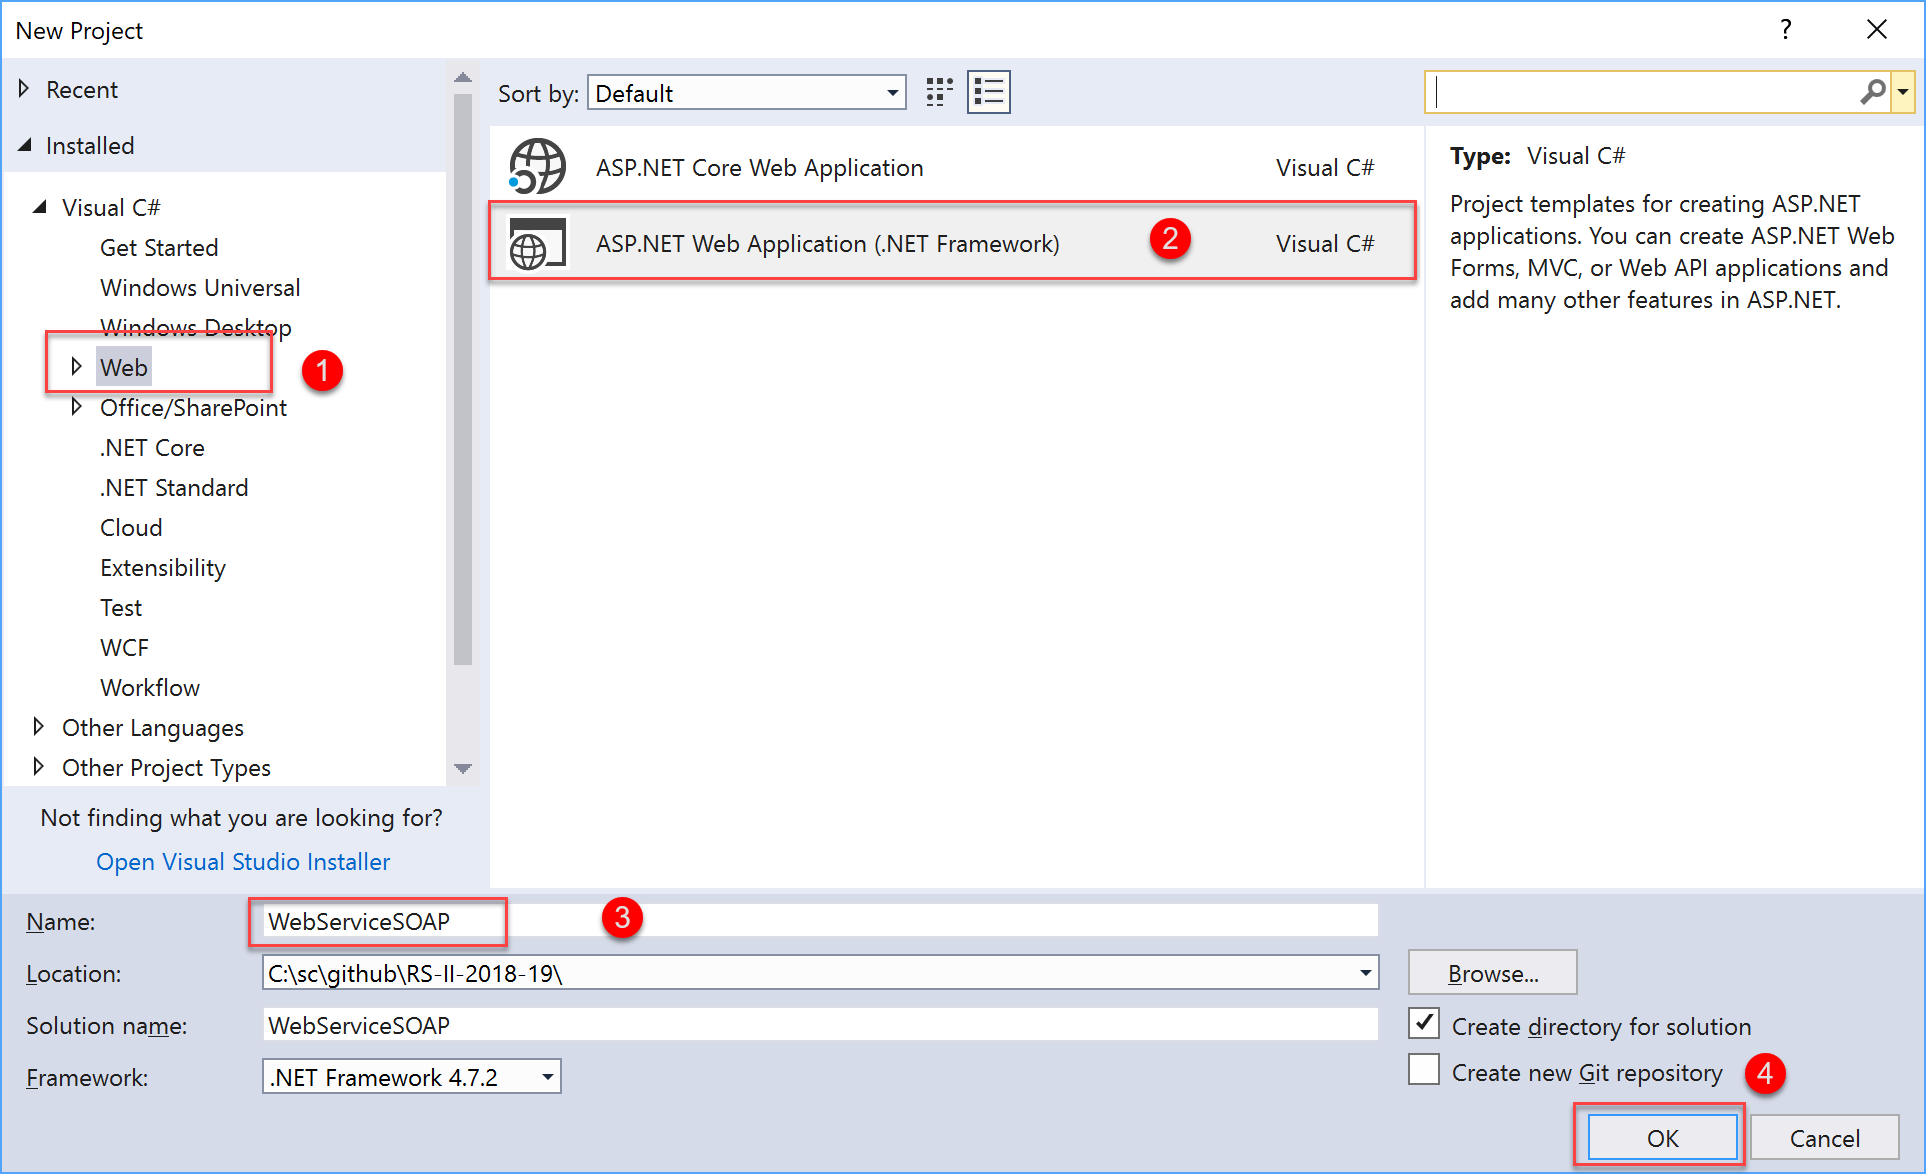 New Project
?
Recent
Installed
Visual C#
Get Started
Windows Universal
Windows Desktop
Web
1
Office/SharePoint
.NET Core
.NET Standard
Cloud
Extensibility
Test
WCF
Workflow
Other Languages
Other Project Types
Not finding what you are looking for?
Open Visual Studio Installer
Sort by: Default
ASP.NET Core Web Application Visual C#
ASP.NET Web Application (.NET Framework) 2 Visual C#
Type: Visual C#
Project templates for creating ASP.NET
applications. You can create ASP.NET Web
Forms, MVC, or Web API applications and
add many other features in ASP.NET.
Name: WebServiceSOAP 3
Location: C:\sc\github\RS-II-2018-19\ Browse...
Solution name: WebServiceSOAP Create directory for solution
Framework: .NET Framework 4.7.2 Create new Git repository 4
OK Cancel